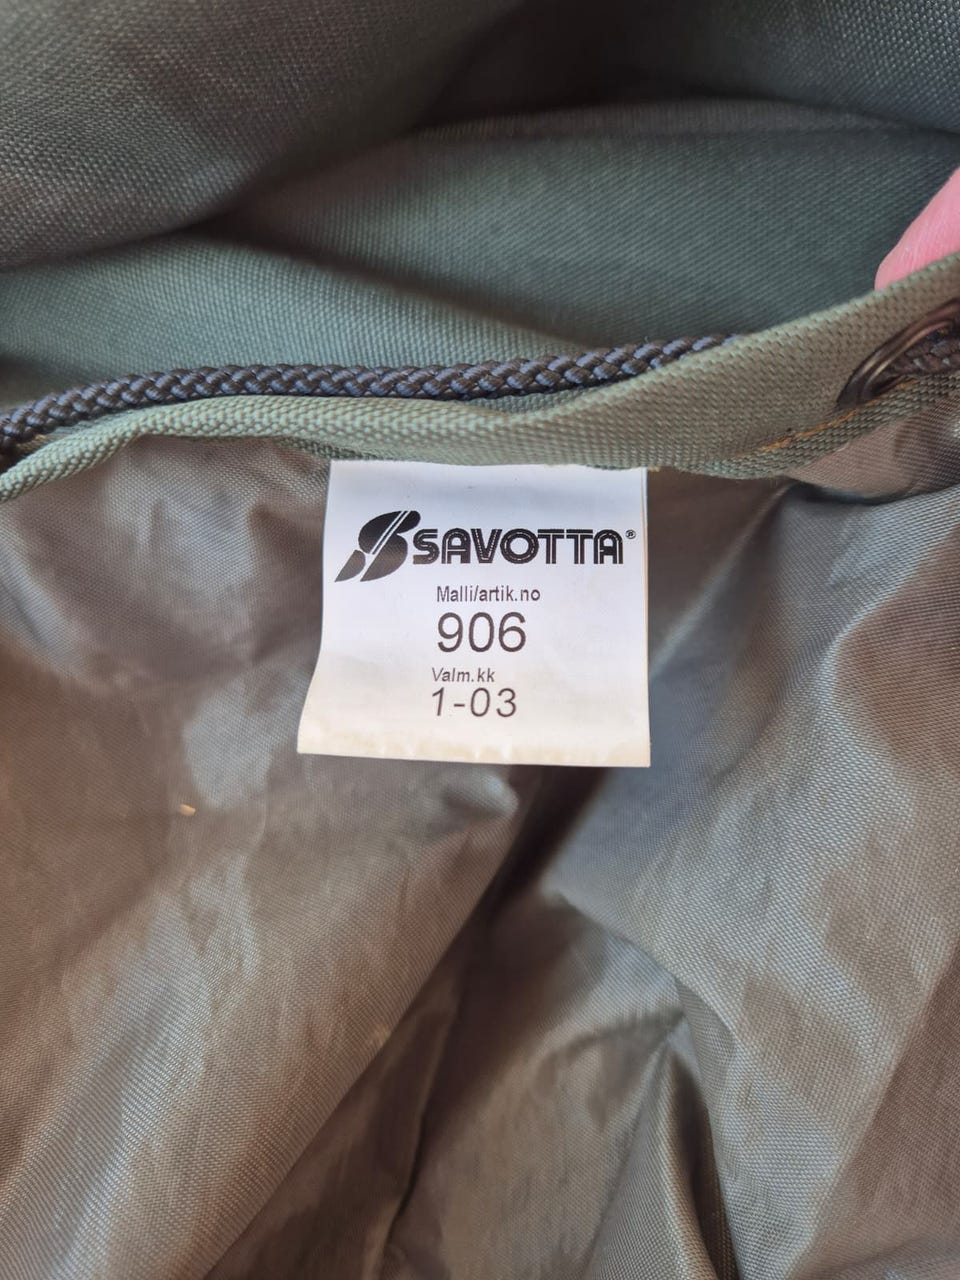 SAVOTTA®
Malli/artik.no
906
Valm.kk
1-03